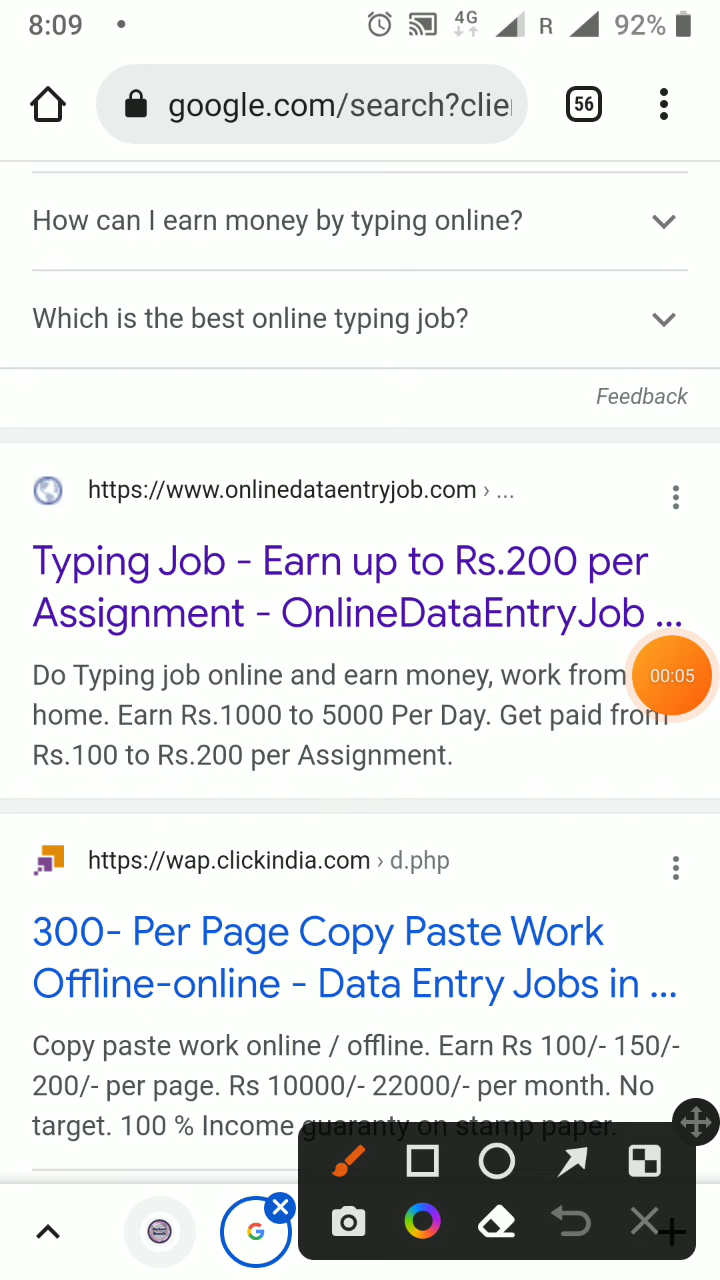 8:09
4G
R
92%
google.com/search?clie
56
How can I earn money by typing online?
Which is the best online typing job?
Feedback
https://www.onlinedataentryjob.com › ...
Typing Job - Earn up to Rs.200 per
Assignment - OnlineDataEntryJob ...
Do Typing job online and earn money, work from
00:05
home. Earn Rs.1000 to 5000 Per Day. Get paid from
Rs.100 to Rs.200 per Assignment.
https://wap.clickindia.com › d.php
300- Per Page Copy Paste Work
Offline-online - Data Entry Jobs in ...
Copy paste work online / offline. Earn Rs 100/- 150/-
200/- per page. Rs 10000/- 22000/- per month. No
target. 100 % Income guaranty on stamp paper.